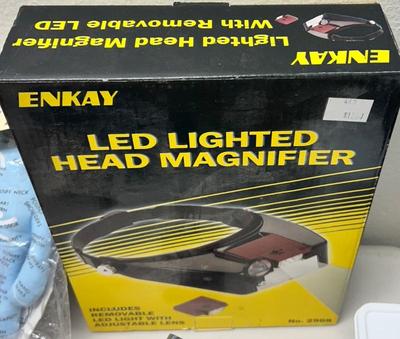 Lighted Head Magnifier
With Removable LED
ENKAY
ENKAY
LED LIGHTED
HEAD MAGNIFIER
INCLUDES
REMOVABLE
LED LIGHT WITH
ADJUSTABLE LENS
No. 2908